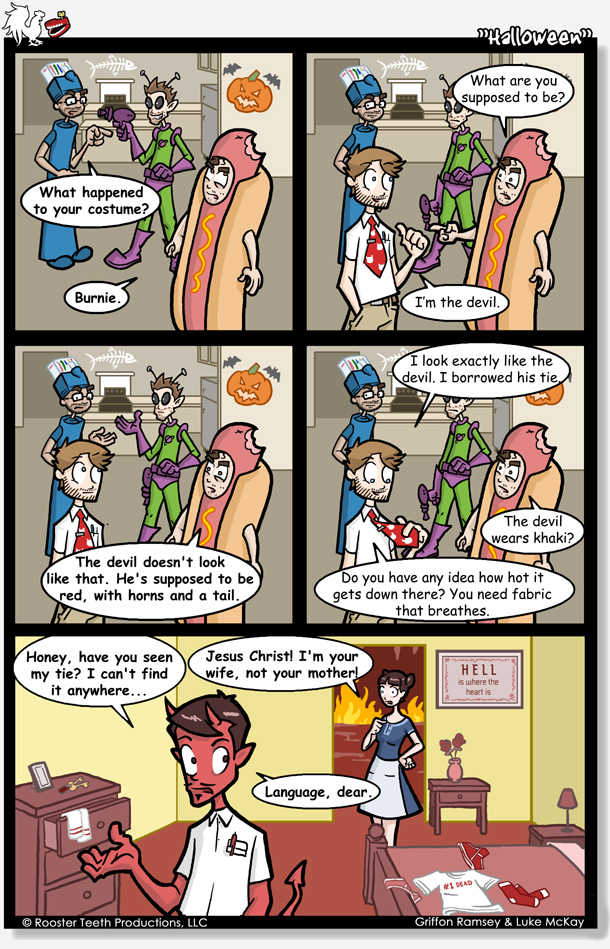 "Halloween"
What happened
to your costume?
Burnie.
What are you
supposed to be?
I'm the devil.
The devil doesn't look
like that. He's supposed to be
red, with horns and a tail.
I look exactly like the
devil. I borrowed his tie.
The devil
wears khaki?
Do you have any idea how hot it
gets down there? You need fabric
that breathes.
Honey, have you seen
my tie? I can't find
it anywhere...
Jesus Christ! I'm your
wife, not your mother!
HELL
is where the
heart is
Language, dear.
#1 DEAD
© Rooster Teeth Productions, LLC
Griffon Ramsey & Luke McKay